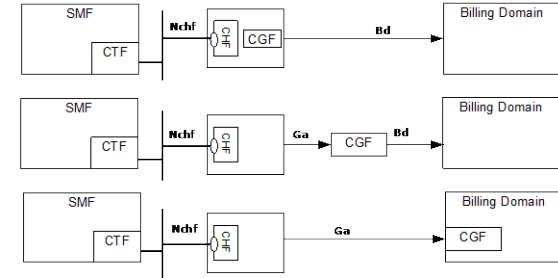 SMF
CTF
Nchf
CHF
CGF
Bd
Billing Domain
SMF
CTF
Nchf
CHF
Ga
CGF
Bd
Billing Domain
SMF
CTF
Nchf
CHF
Ga
Billing Domain
CGF